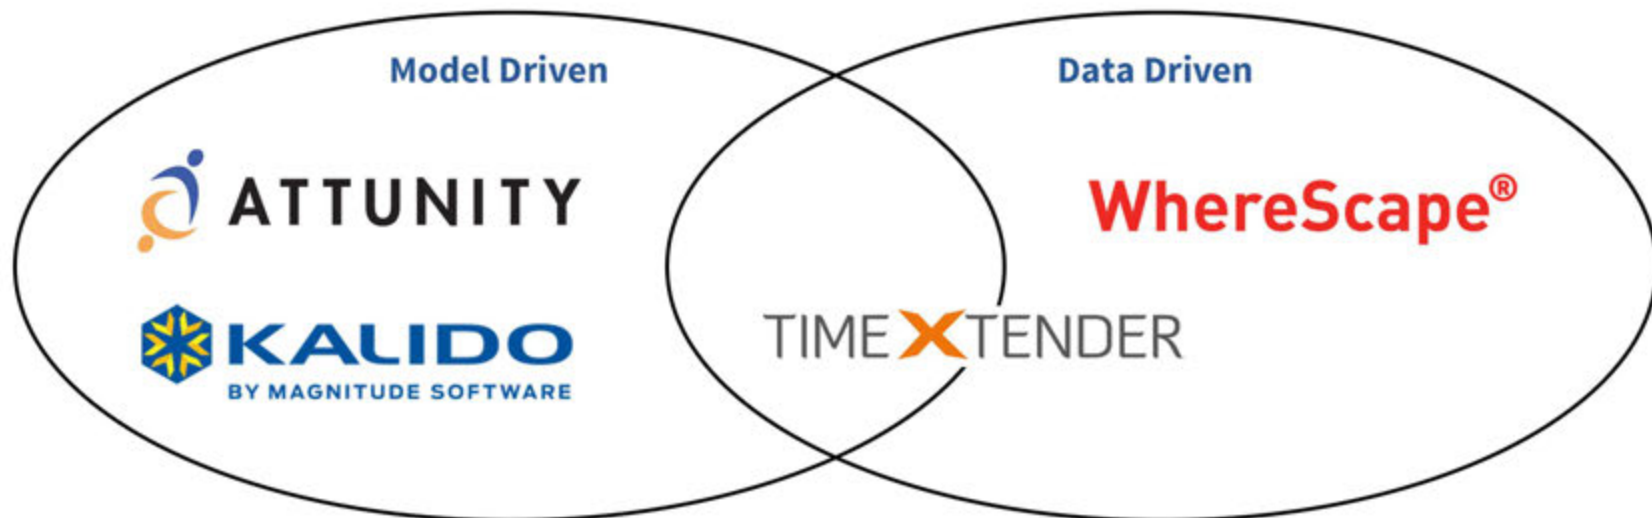 Model Driven
Data Driven
ATTUNITY
WhereScape®
KALIDO
BY MAGNITUDE SOFTWARE
TIMEXTENDER